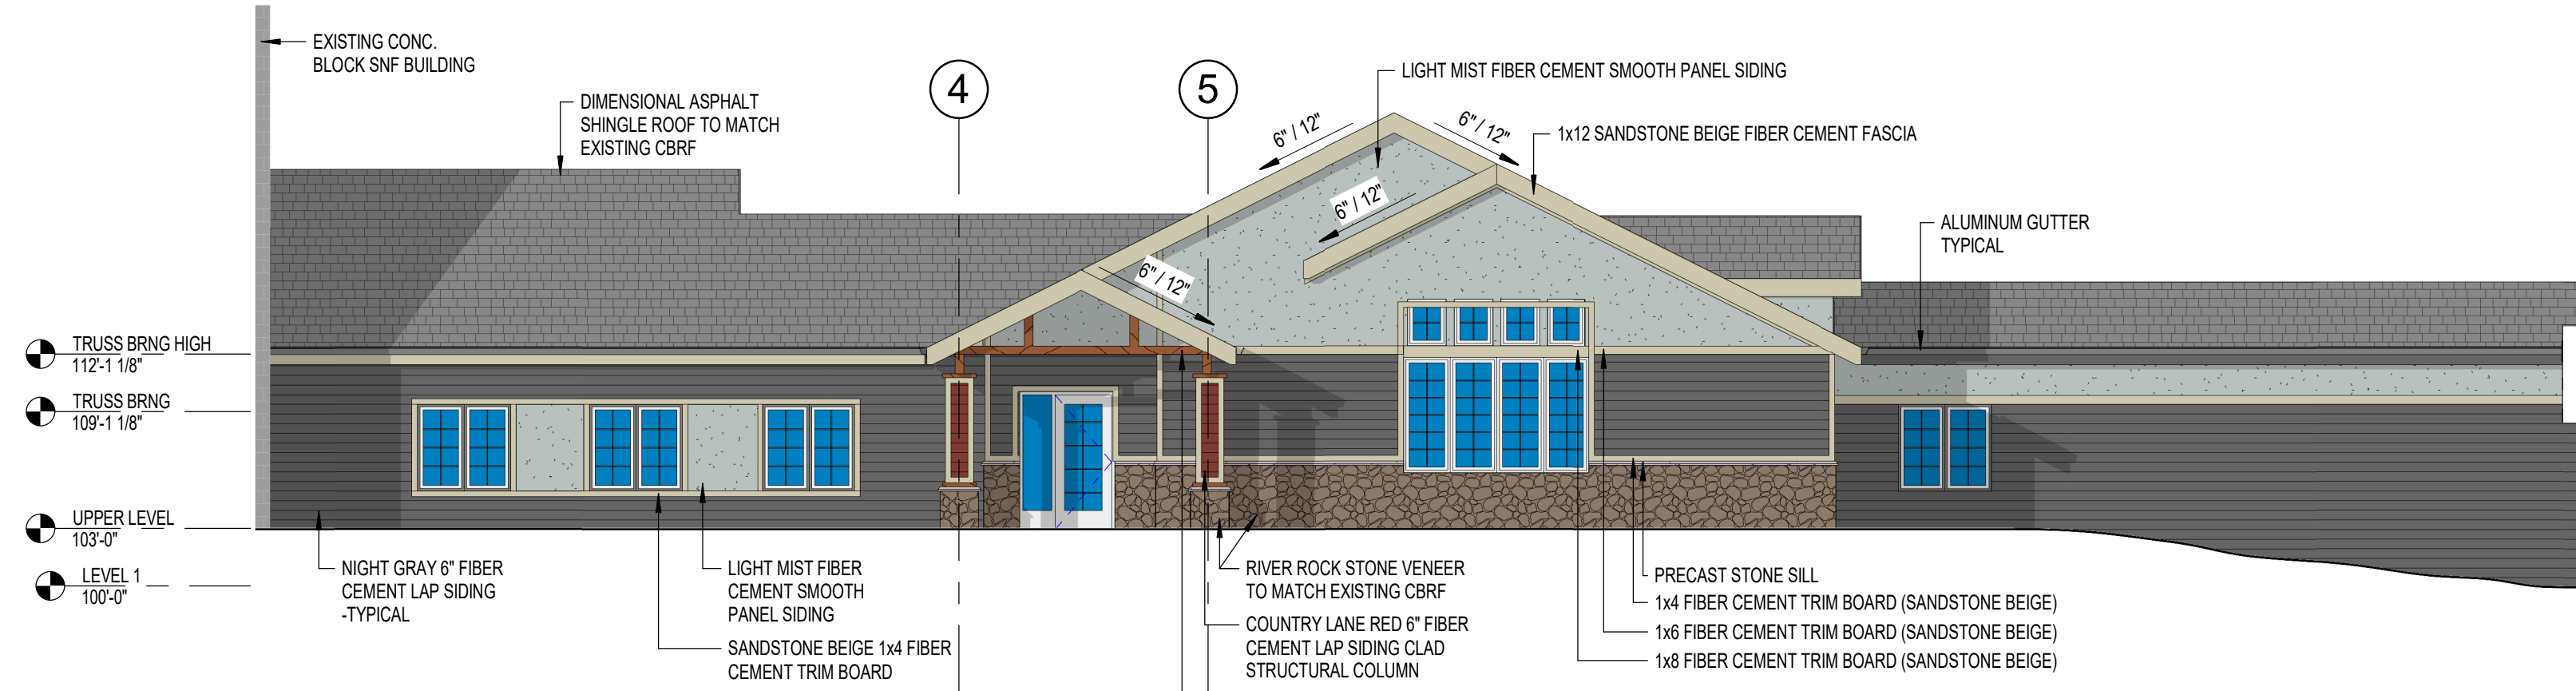 EXISTING CONC.
BLOCK SNF BUILDING
DIMENSIONAL ASPHALT
SHINGLE ROOF TO MATCH
EXISTING CBRF
4
5
LIGHT MIST FIBER CEMENT SMOOTH PANEL SIDING
6" / 12"
6" / 12"
1x12 SANDSTONE BEIGE FIBER CEMENT FASCIA
6" / 12"
6" / 12"
ALUMINUM GUTTER
TYPICAL
TRUSS BRNG HIGH
112'-1 1/8"
TRUSS BRNG
109'-1 1/8"
UPPER LEVEL
103'-0"
LEVEL 1
100'-0"
NIGHT GRAY 6" FIBER
CEMENT LAP SIDING
-TYPICAL
LIGHT MIST FIBER
CEMENT SMOOTH
PANEL SIDING
SANDSTONE BEIGE 1x4 FIBER
CEMENT TRIM BOARD
RIVER ROCK STONE VENEER
TO MATCH EXISTING CBRF
COUNTRY LANE RED 6" FIBER
CEMENT LAP SIDING CLAD
STRUCTURAL COLUMN
PRECAST STONE SILL
1x4 FIBER CEMENT TRIM BOARD (SANDSTONE BEIGE)
1x6 FIBER CEMENT TRIM BOARD (SANDSTONE BEIGE)
1x8 FIBER CEMENT TRIM BOARD (SANDSTONE BEIGE)